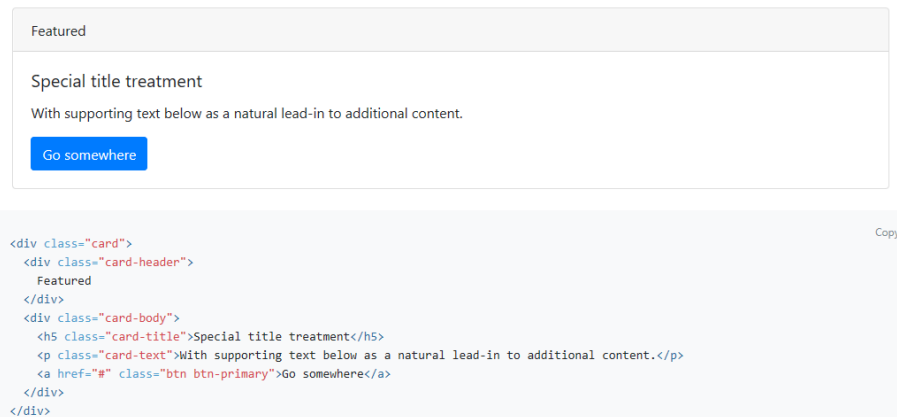 Featured
Special title treatment
With supporting text below as a natural lead-in to additional content.
Go somewhere
Copy
<div class="card">
  <div class="card-header">
    Featured
  </div>
  <div class="card-body">
    <h5 class="card-title">Special title treatment</h5>
    <p class="card-text">With supporting text below as a natural lead-in to additional content.</p>
    <a href="#" class="btn btn-primary">Go somewhere</a>
  </div>
</div>